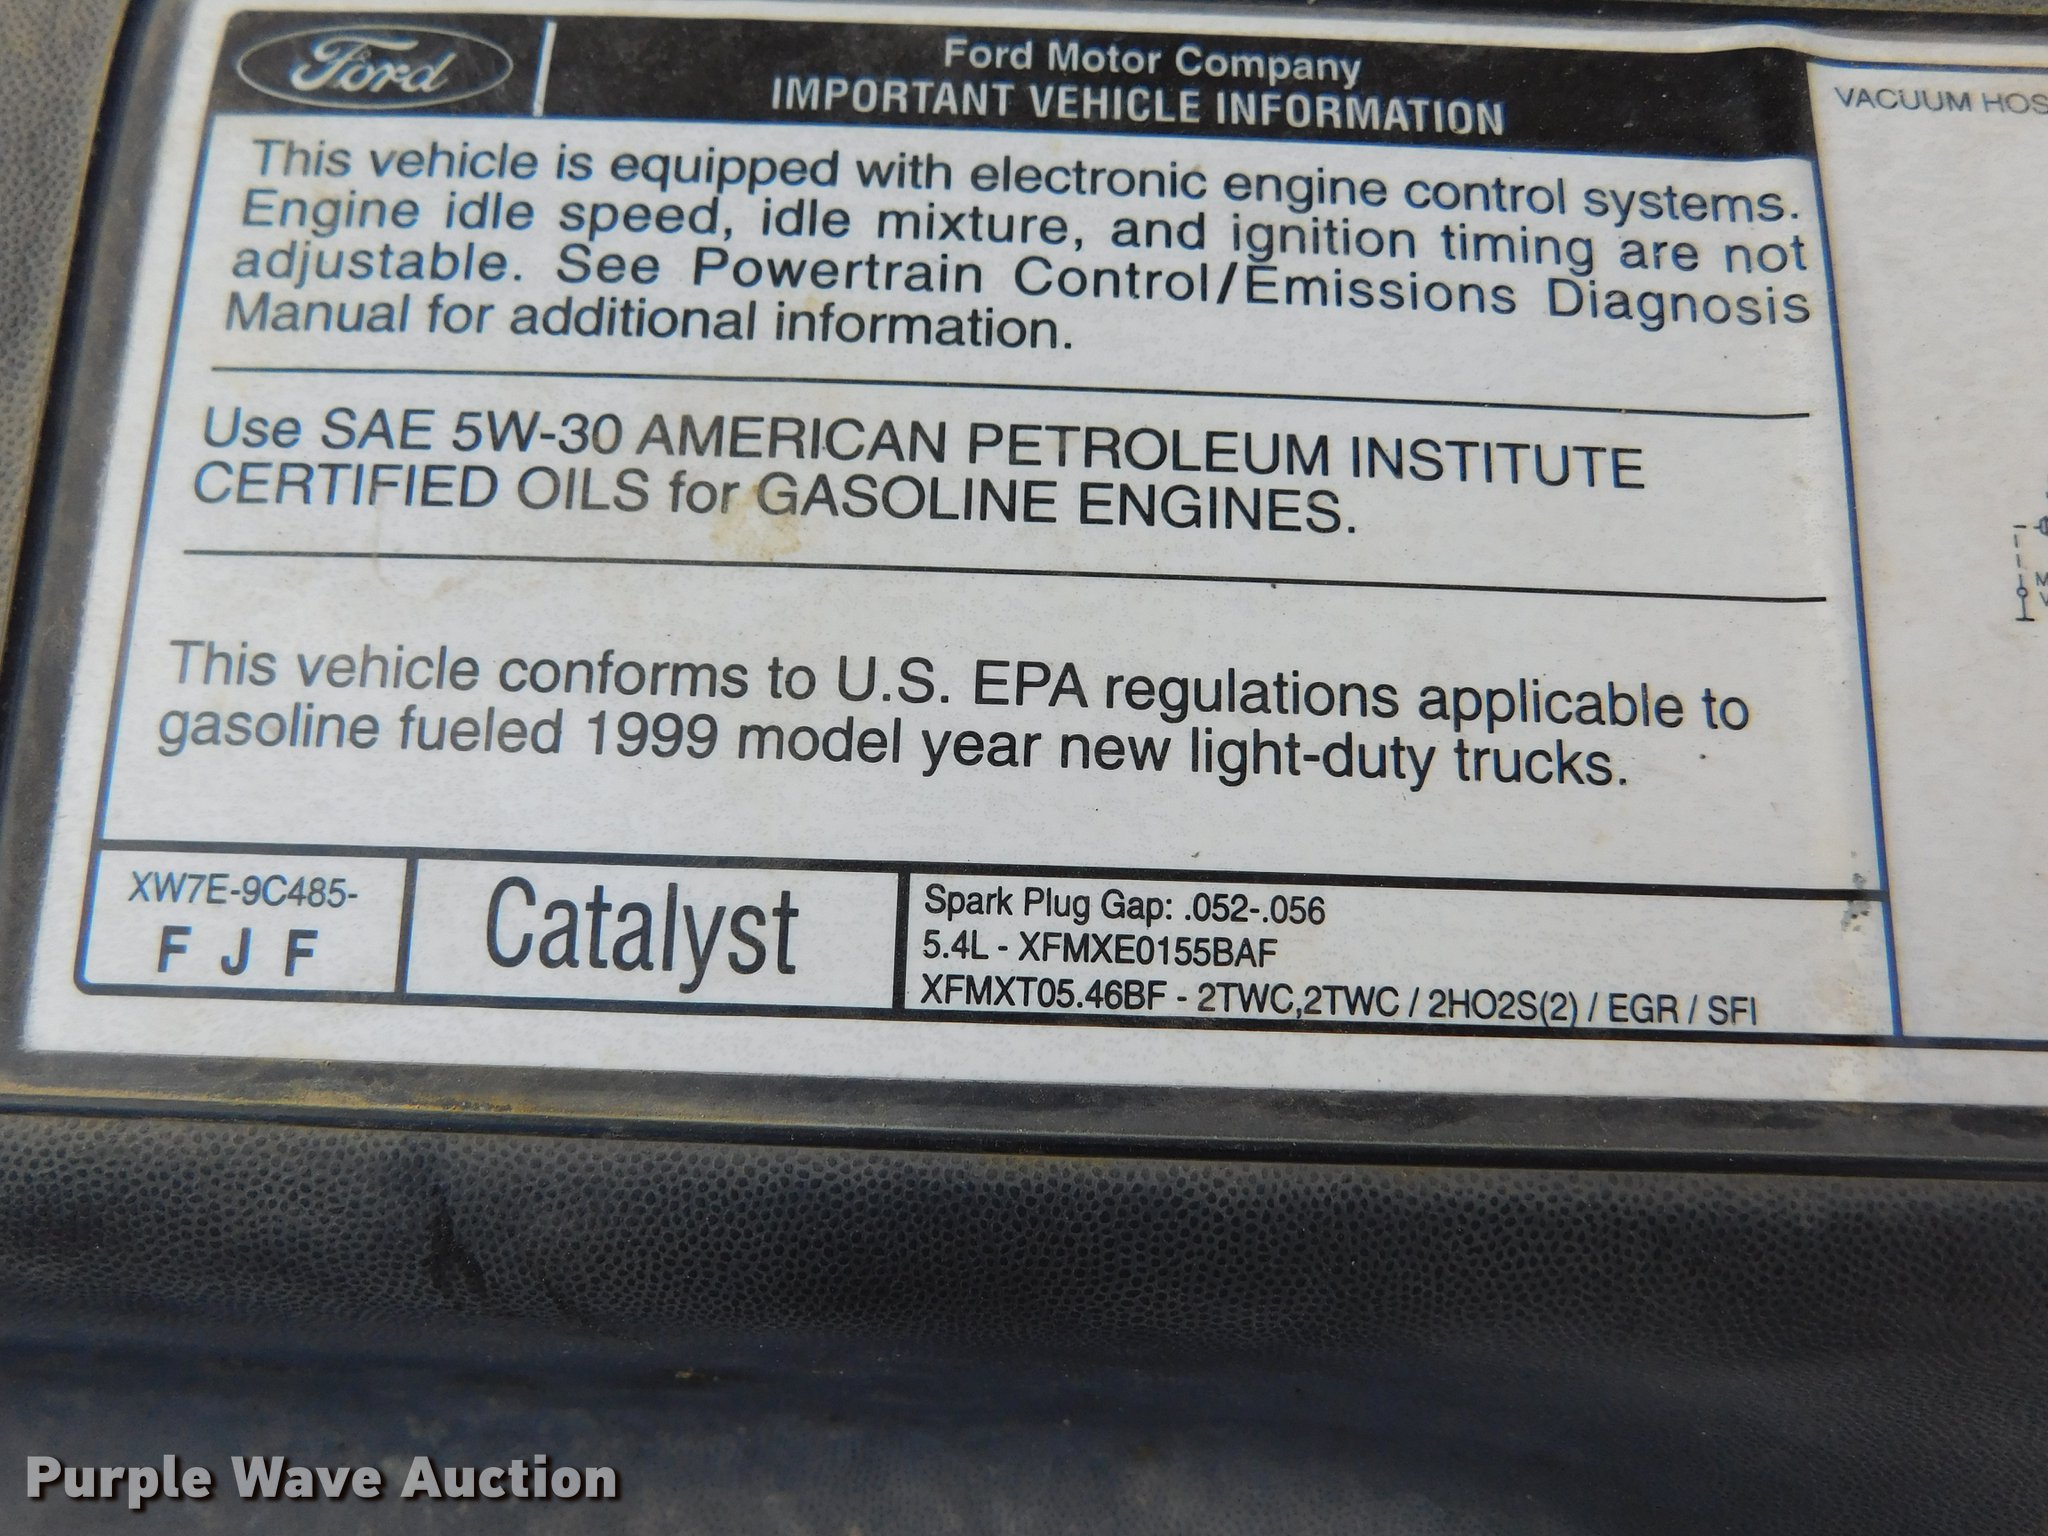 Ford
Ford Motor Company
IMPORTANT VEHICLE INFORMATION
This vehicle is equipped with electronic engine control systems.
Engine idle speed, idle mixture, and ignition timing are not
adjustable. See Powertrain Control/Emissions Diagnosis
Manual for additional information.
Use SAE 5W-30 AMERICAN PETROLEUM INSTITUTE
CERTIFIED OILS for GASOLINE ENGINES.
This vehicle conforms to U.S. EPA regulations applicable to
gasoline fueled 1999 model year new light-duty trucks.
XW7E-9C485-
F J F
Catalyst
Spark Plug Gap: .052-.056
5.4L - XFMXE0155BAF
XFMXT05.46BF - 2TWC,2TWC / 2HO2S(2) / EGR / SFI
VACUUM HOS
M
V
Purple Wave Auction